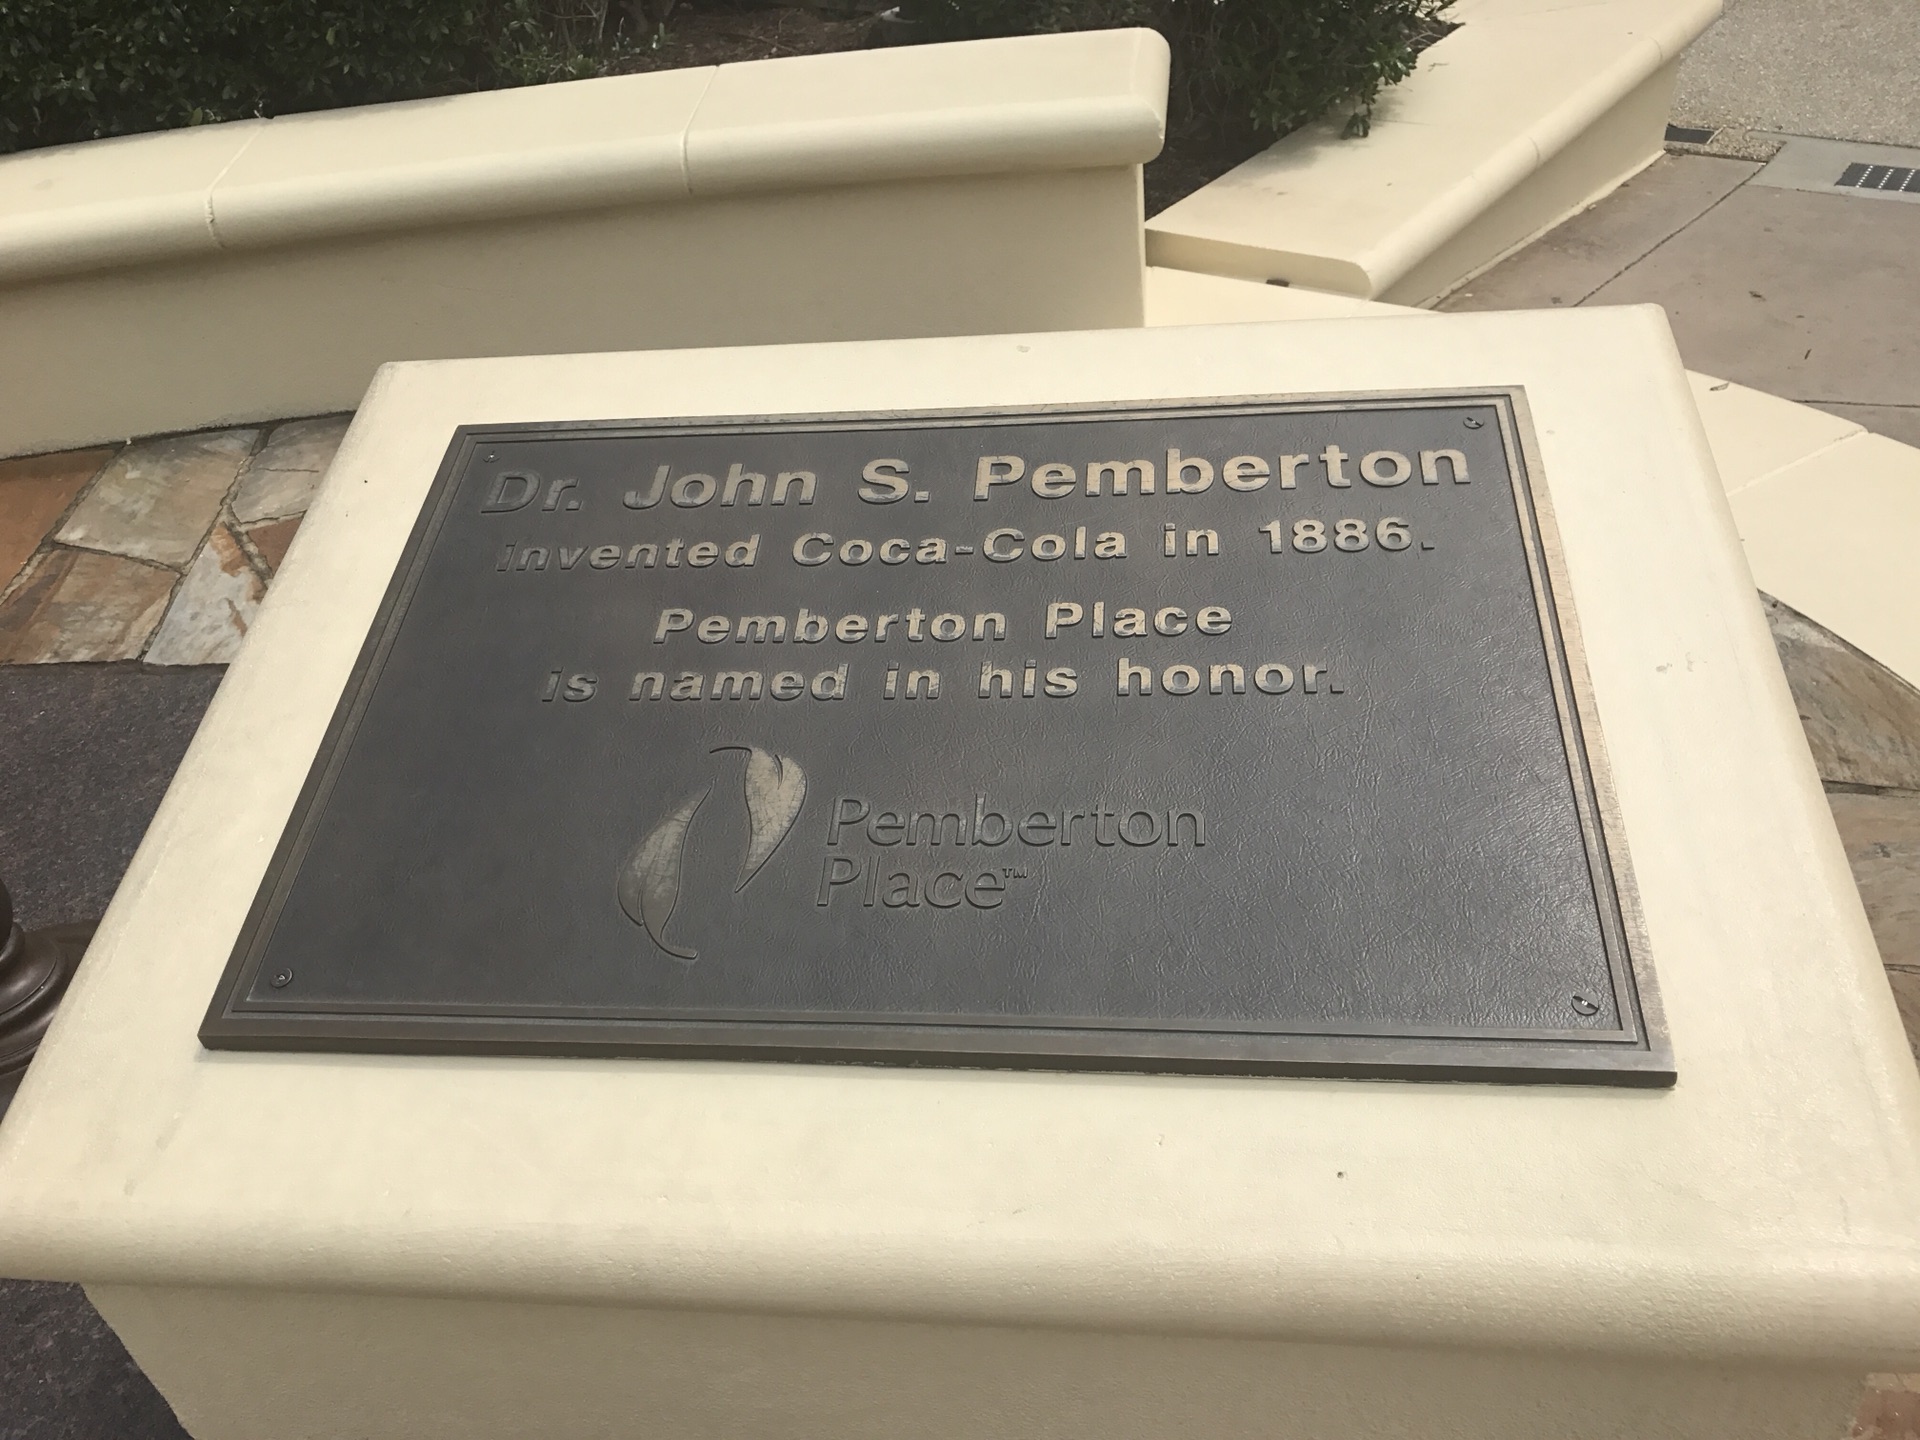 Dr. John S. Pemberton
invented Coca-Cola in 1886.
Pemberton Place
is named in his honor.
Pemberton
Place™